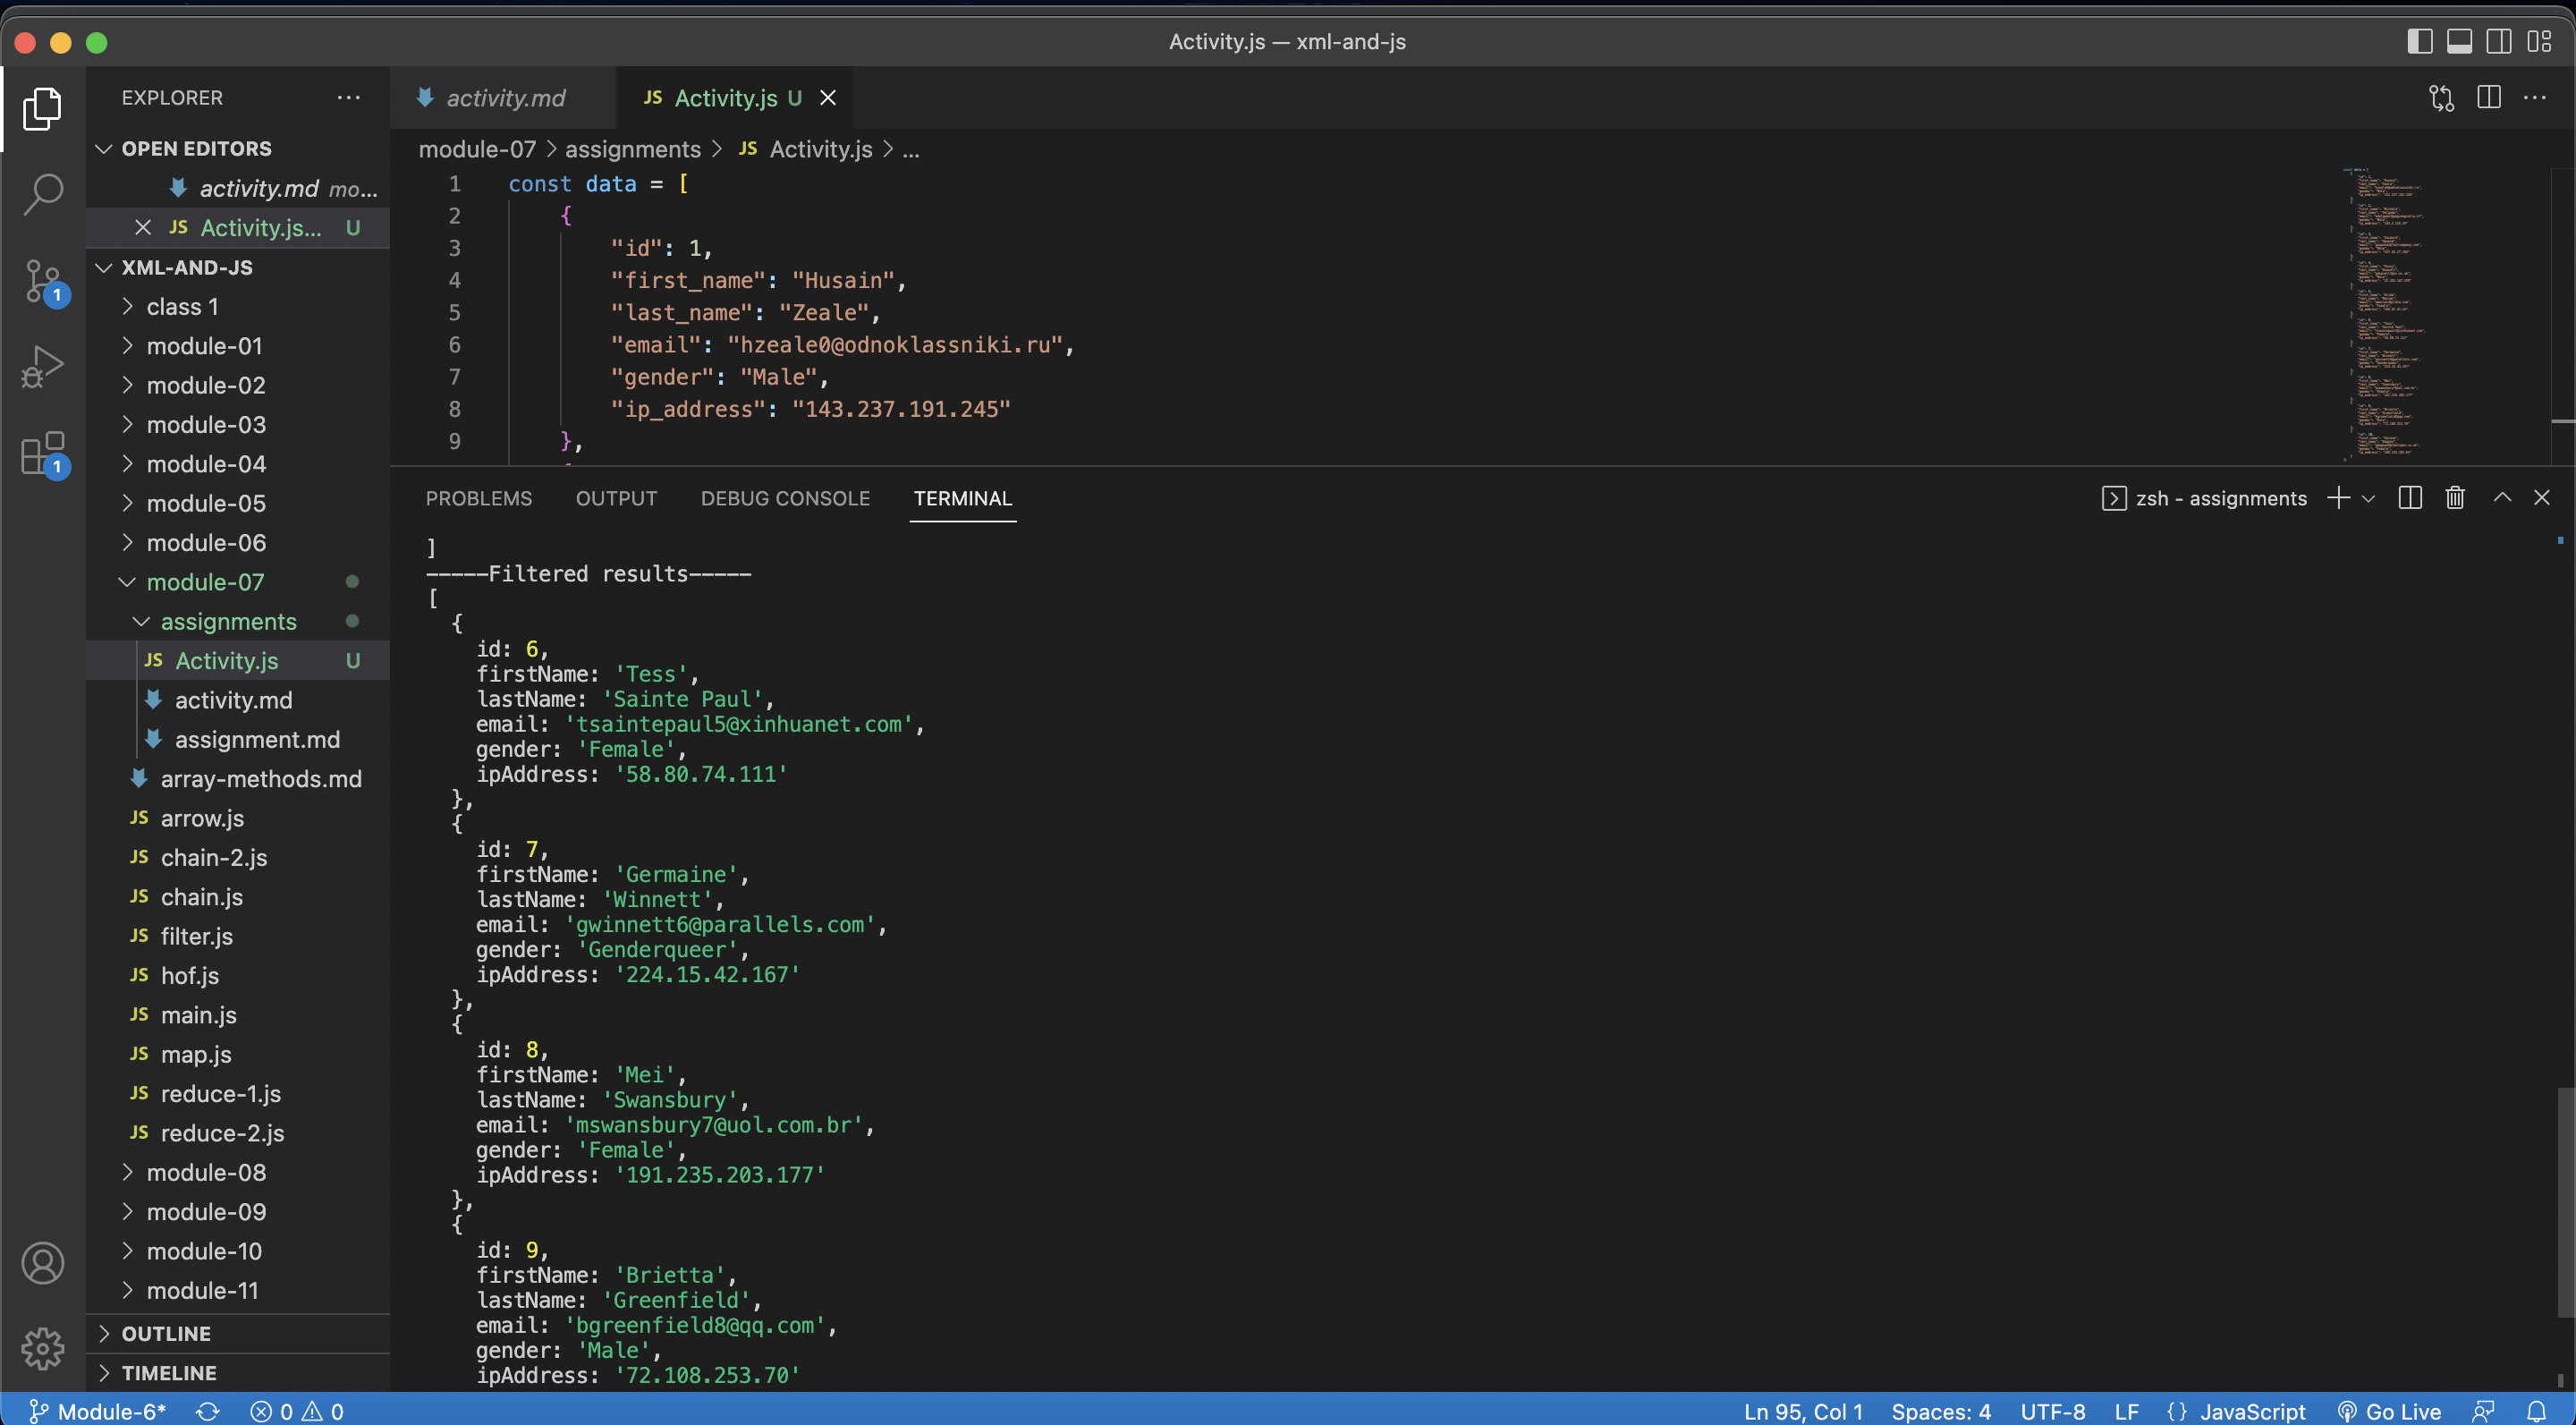 Activity.js — xml-and-js
EXPLORER
OPEN EDITORS
activity.md mo...
JS Activity.js... U
XML-AND-JS
class 1
module-01
module-02
module-03
module-04
module-05
module-06
module-07
assignments
JS Activity.js U
activity.md
assignment.md
array-methods.md
JS arrow.js
JS chain-2.js
JS chain.js
JS filter.js
JS hof.js
JS main.js
JS map.js
JS reduce-1.js
JS reduce-2.js
module-08
module-09
module-10
module-11
OUTLINE
TIMELINE
1
1
activity.md
JS Activity.js U
module-07 > assignments > JS Activity.js > ...
1 const data = [
2 {
3 "id": 1,
4 "first_name": "Husain",
5 "last_name": "Zeale",
6 "email": "hzeale0@odnoklassniki.ru",
7 "gender": "Male",
8 "ip_address": "143.237.191.245"
9 },
PROBLEMS OUTPUT DEBUG CONSOLE TERMINAL
zsh - assignments
]
-----Filtered results-----
[
{
id: 6,
firstName: 'Tess',
lastName: 'Sainte Paul',
email: 'tsaintepaul5@xinhuanet.com',
gender: 'Female',
ipAddress: '58.80.74.111'
},
{
id: 7,
firstName: 'Germaine',
lastName: 'Winnett',
email: 'gwinnett6@parallels.com',
gender: 'Genderqueer',
ipAddress: '224.15.42.167'
},
{
id: 8,
firstName: 'Mei',
lastName: 'Swansbury',
email: 'mswansbury7@uol.com.br',
gender: 'Female',
ipAddress: '191.235.203.177'
},
{
id: 9,
firstName: 'Brietta',
lastName: 'Greenfield',
email: 'bgreenfield8@qq.com',
gender: 'Male',
ipAddress: '72.108.253.70'
Module-6* 0 0
Ln 95, Col 1 Spaces: 4 UTF-8 LF {} JavaScript Go Live